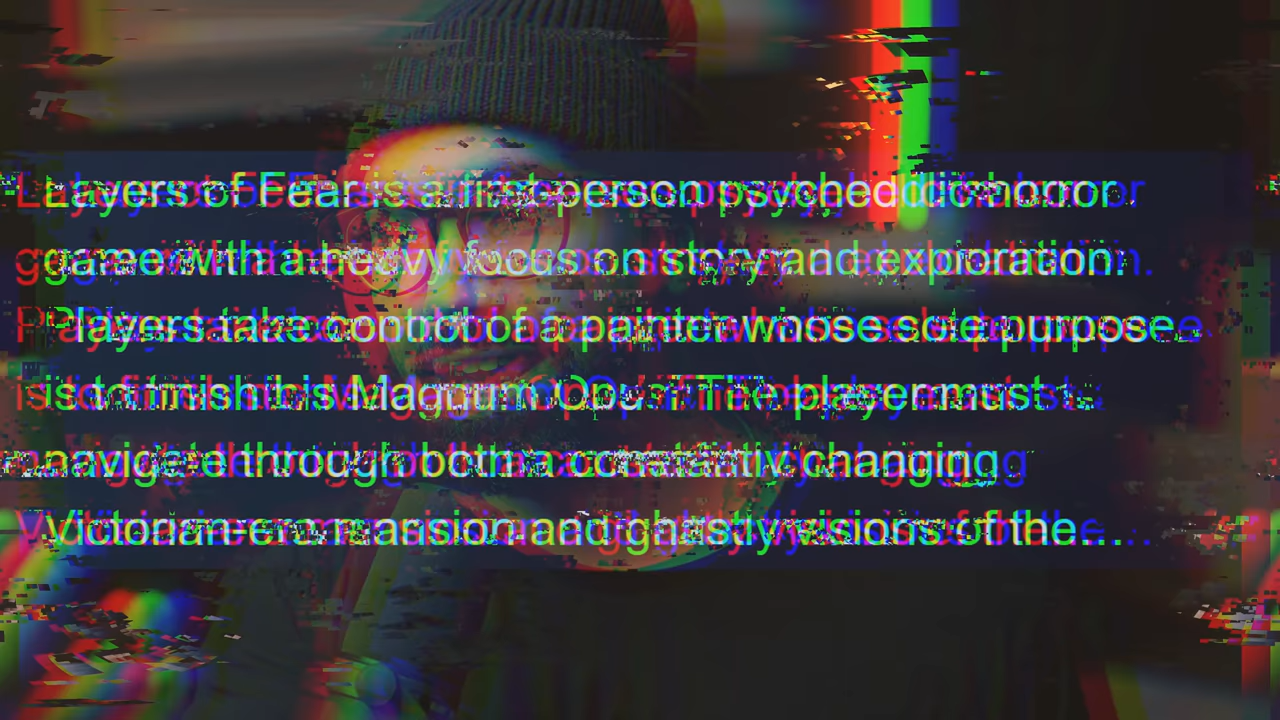 Layers of Fear is a first-person psychedelic horror
game with a heavy focus on story and exploration.
Players take control of a painter whose sole purpose
is to finish his Magnum Opus. The player must
navigate through both a constantly changing
Victorian-era mansion and ghastly visions of the...